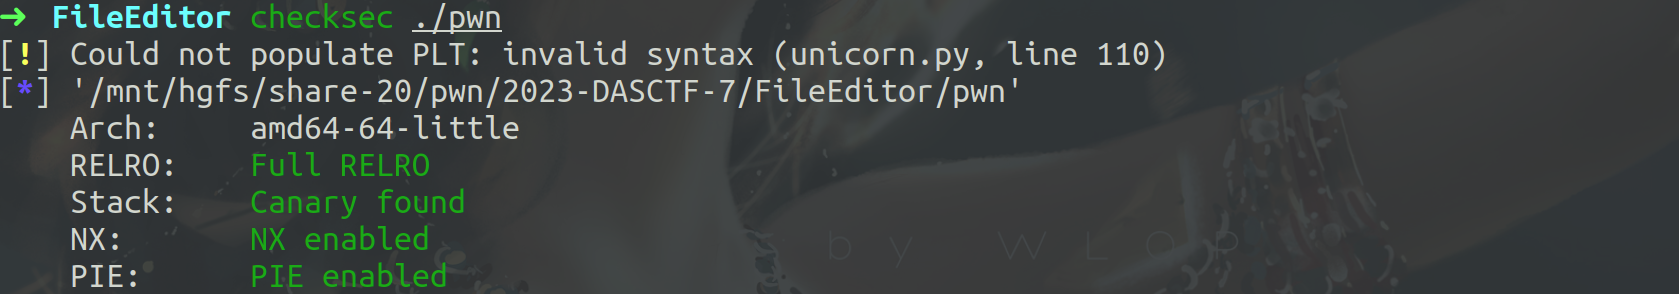 ➜ FileEditor checksec ./pwn
[!] Could not populate PLT: invalid syntax (unicorn.py, line 110)
[*] '/mnt/hgfs/share-20/pwn/2023-DASCTF-7/FileEditor/pwn'
Arch: amd64-64-little
RELRO: Full RELRO
Stack: Canary found
NX: NX enabled
by WLOP
PIE: PIE enabled